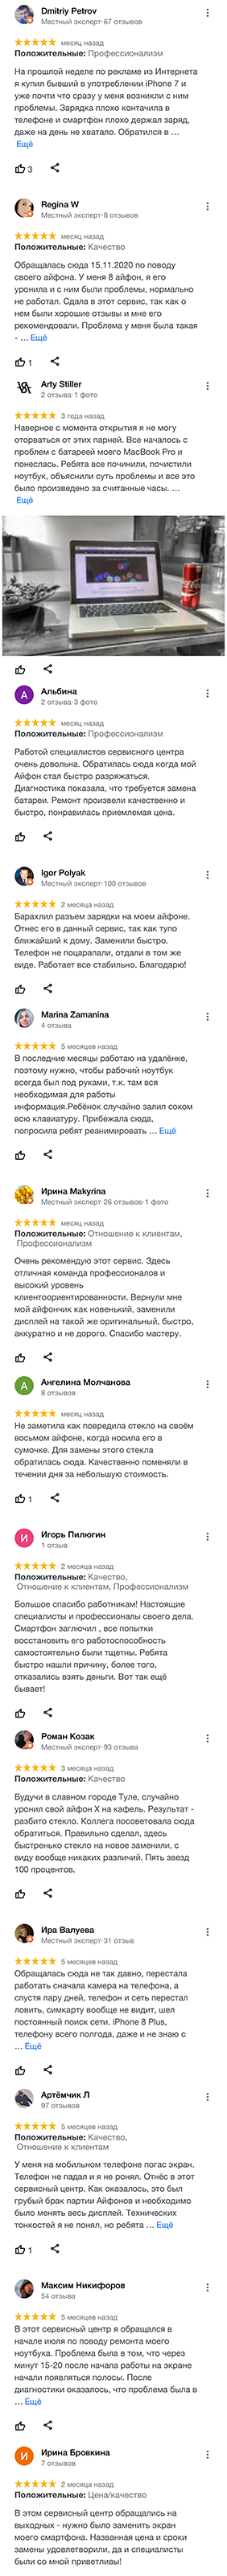 Dmitriy Petrov
Местный эксперт·67 отзывов
месяц назад
Положительные: Профессионализм
На прошлой неделе по рекламе из Интернета
я купил бывший в употреблении iPhone 7 и
уже почти что сразу у меня возникли с ним
проблемы. Зарядка плохо контачила в
телефоне и смартфон плохо держал заряд,
даже на день не хватало. Обратился в …
Ещё
3
Regina W
Местный эксперт·8 отзывов
месяц назад
Положительные: Качество
Обращалась сюда 15.11.2020 по поводу
своего айфона. У меня 8 айфон, я его
уронила и с ним были проблемы, нормально
не работал. Сдала в этот сервис, так как о
нем были хорошие отзывы и мне его
рекомендовали. Проблема у меня была такая
- … Ещё
1
Arty Stiller
2 отзыва·1 фото
3 года назад
Наверное с момента открытия я не могу
оторваться от этих парней. Все началось с
проблем с батареей моего MacBook Pro и
понеслась. Ребята все починили, почистили
ноутбук, объяснили суть проблемы и все это
было произведено за считанные часы. …
Ещё
Альбина
2 отзыва·3 фото
месяц назад
Положительные: Профессионализм
Работой специалистов сервисного центра
очень довольна. Обратилась сюда когда мой
Айфон стал быстро разряжаться.
Диагностика показала, что требуется замена
батареи. Ремонт произвели качественно и
быстро, понравилась приемлемая цена.
Igor Polyak
Местный эксперт·100 отзывов
2 месяца назад
Барахлил разъем зарядки на моем айфоне.
Отнес его в данный сервис, так как тупо
ближайший к дому. Заменили быстро.
Телефон не поцарапали, отдали в том же
виде. Работает все стабильно. Благодарю!
Marina Zamanina
4 отзыва
5 месяцев назад
В последние месяцы работаю на удалёнке,
поэтому нужно, чтобы рабочий ноутбук
всегда был под руками, т.к. там вся
необходимая для работы
информация.Ребёнок случайно залил соком
всю клавиатуру. Прибежала сюда,
попросила ребят реанимировать … Ещё
Ирина Makyrina
Местный эксперт·26 отзывов·1 фото
месяц назад
Положительные: Отношение к клиентам,
Профессионализм
Очень рекомендую этот сервис. Здесь
отличная команда профессионалов и
высокий уровень
клиентоориентированности. Вернули мне
мой айфончик как новенький, заменили
дисплей на такой же оригинальный, быстро,
аккуратно и не дорого. Спасибо мастеру.
Ангелина Молчанова
8 отзывов
месяц назад
Не заметила как повредила стекло на своём
восьмом айфоне, когда носила его в
сумочке. Для замены этого стекла
обратилась сюда. Качественно поменяли в
течении дня за небольшую стоимость.
1
Игорь Пилюгин
1 отзыв
2 месяца назад
Положительные: Качество,
Отношение к клиентам, Профессионализм
Большое спасибо работникам! Настоящие
специалисты и профессионалы своего дела.
Смартфон заглючил , все попытки
восстановить его работоспособность
самостоятельно были тщетны. Ребята
быстро нашли причину, более того,
отказались взять деньги. Вот так ещё
бывает!
Роман Козак
Местный эксперт·93 отзыва
3 месяца назад
Положительные: Качество
Будучи в славном городе Туле, случайно
уронил свой айфон X на кафель. Результат -
разбито стекло. Коллега посоветовала сюда
обратиться. Правильно сделал, здесь
быстренько стекло на новое заменили, с
виду вообще никаких различий. Пять звезд
100 процентов.
Ира Валуева
Местный эксперт·31 отзыв
5 месяцев назад
Обращалась сюда не так давно, перестала
работать сначала камера на телефона, а
спустя пару дней, телефон и сеть перестал
ловить, симкарту вообще не видит, шел
постоянный поиск сети. iPhone 8 Plus,
телефону всего полгода, даже и не знаю с
… Ещё
Артёмчик Л
97 отзывов
5 месяцев назад
Положительные: Качество,
Отношение к клиентам
У меня на мобильном телефоне погас экран.
Телефон не падал и я не ронял. Отнёс в этот
сервисный центр. Как оказалось, это был
грубый брак партии Айфонов и необходимо
было менять весь дисплей. Технических
тонкостей я не понял, но ребята … Ещё
1
Максим Никифоров
54 отзыва
5 месяцев назад
В этот сервисный центр я обращался в
начале июля по поводу ремонта моего
ноутбука. Проблема была в том, что через
минут 15-20 после начала работы на экране
начали появляться полосы. После
диагностики оказалось, что проблема была в
… Ещё
Ирина Бровкина
7 отзывов
2 месяца назад
Положительные: Цена/качество
В этом сервисный центр обращались на
выходных - нужно было заменить экран
моего смартфона. Названная цена и сроки
замены удовлетворили, да и специалисты
были со мной приветливы!